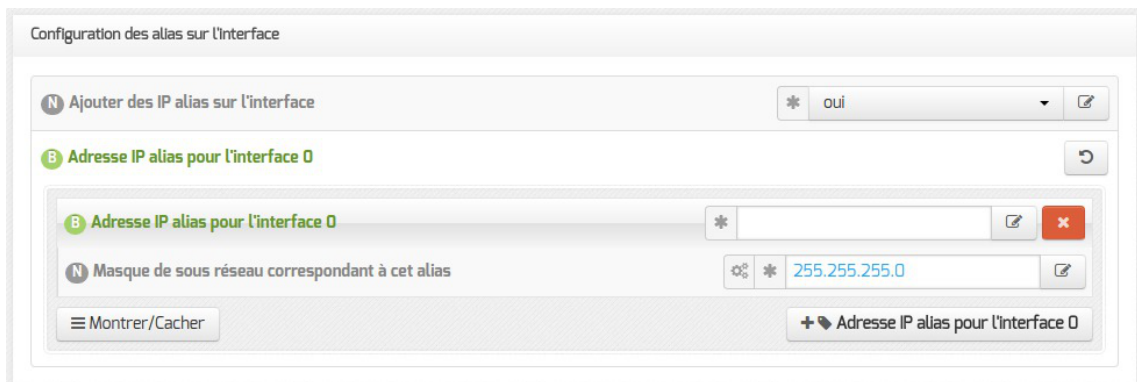 Configuration des alias sur l'interface
N Ajouter des IP alias sur l'interface * oui
B Adresse IP alias pour l'interface 0
B Adresse IP alias pour l'interface 0 *
N Masque de sous réseau correspondant à cet alias * 255.255.255.0
Montrer/Cacher + Adresse IP alias pour l'interface 0